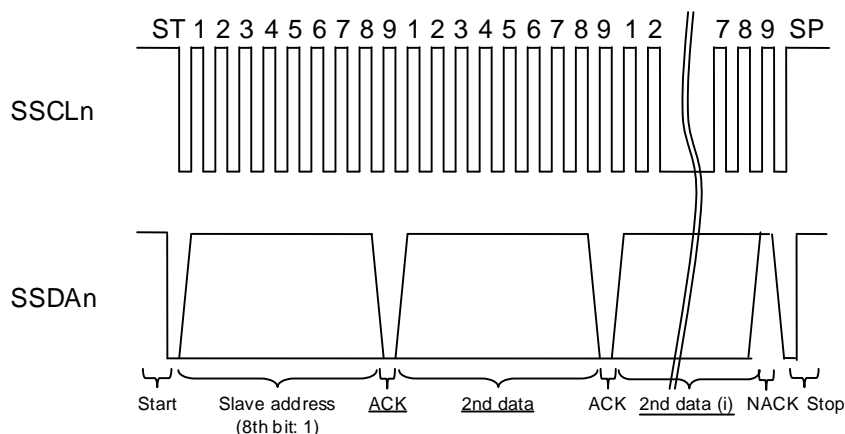 ST 1 2 3 4 5 6 7 8 9 1 2 3 4 5 6 7 8 9 1 2 7 8 9 SP
SSCLn
SSDAn
Start Slave address ACK 2nd data ACK 2nd data (i) NACK Stop
(8th bit: 1)